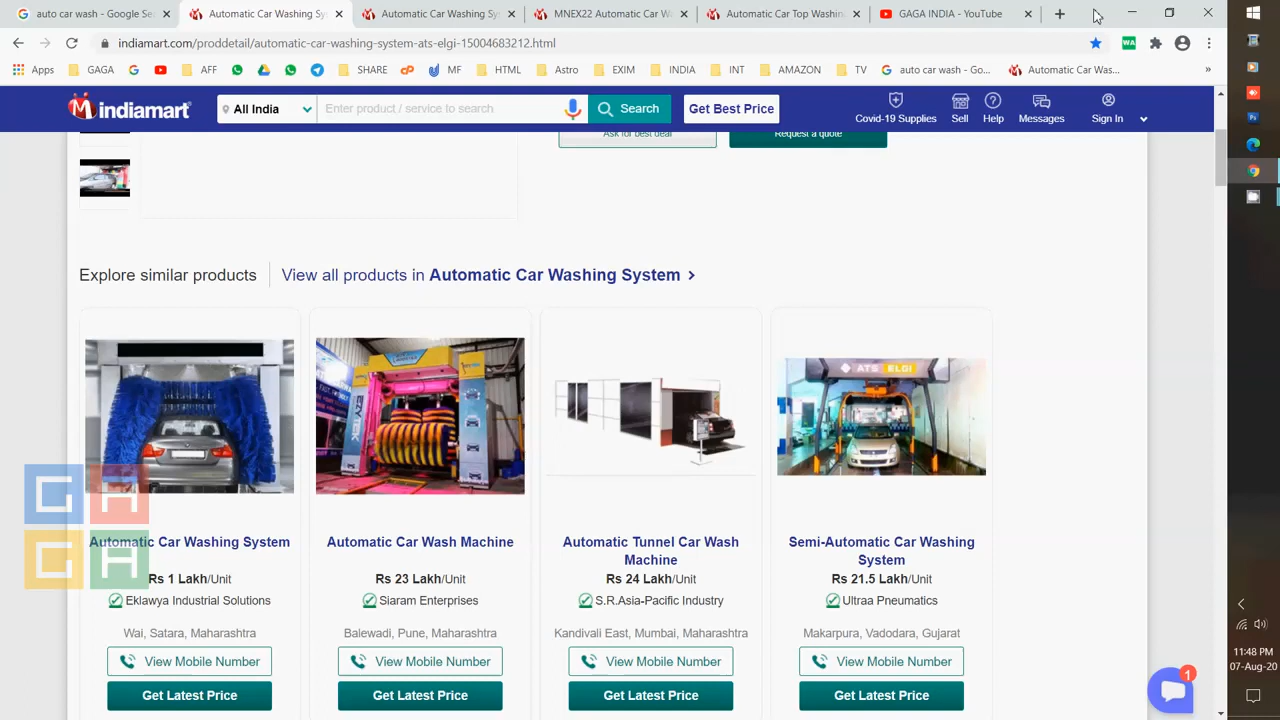 auto car wash - Google Se
Automatic Car Washing Sy
Automatic Car Washing Sy
MNEX22 Automatic Car W
Automatic Car Top Washin
GAGA INDIA - YouTube
indiamart.com/proddetail/automatic-car-washing-system-ats-elgi-15004683212.html
WA
Apps GAGA AFF SHARE MF HTML Astro EXIM INDIA INT AMAZON TV auto car wash - Go... Automatic Car Was...
indiamart
All India
Enter product / service to search
Search
Get Best Price
Covid-19 Supplies
Sell
Help
Messages
Sign In
Ask for best deal
Request a quote
Explore similar products
View all products in Automatic Car Washing System >
ATS ELGI
GA
GA
Automatic Car Washing System
Rs 1 Lakh/Unit
Eklawya Industrial Solutions
Wai, Satara, Maharashtra
View Mobile Number
Get Latest Price
Automatic Car Wash Machine
Rs 23 Lakh/Unit
Siaram Enterprises
Balewadi, Pune, Maharashtra
View Mobile Number
Get Latest Price
Automatic Tunnel Car Wash
Machine
Rs 24 Lakh/Unit
S.R.Asia-Pacific Industry
Kandivali East, Mumbai, Maharashtra
View Mobile Number
Get Latest Price
Semi-Automatic Car Washing
System
Rs 21.5 Lakh/Unit
Ultraa Pneumatics
Makarpura, Vadodara, Gujarat
View Mobile Number
Get Latest Price
1
11:48 PM
07-Aug-20